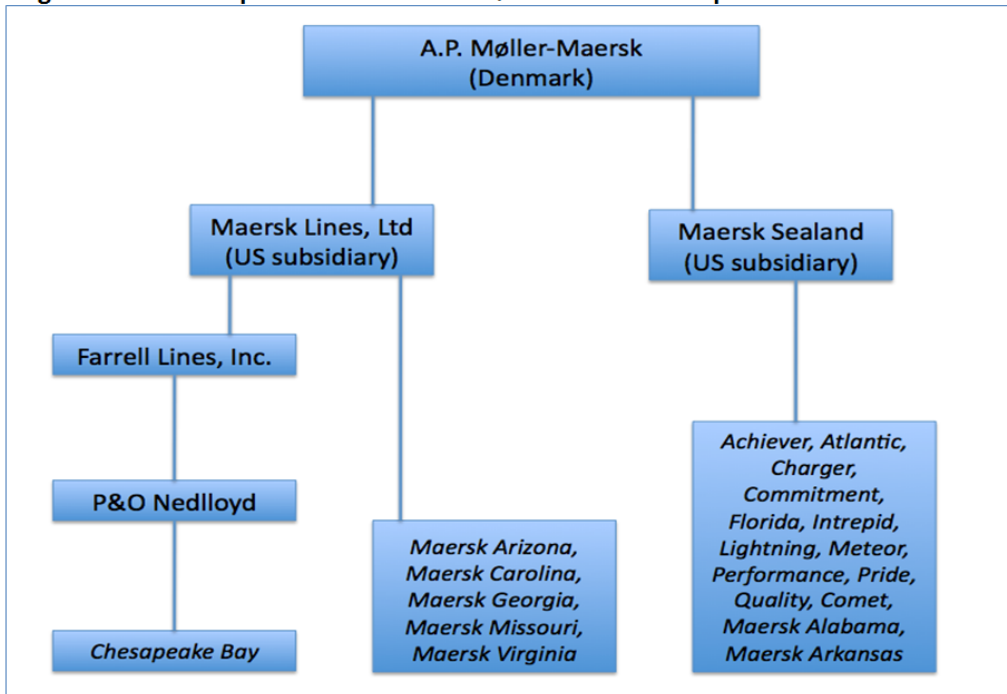 A.P. Møller-Maersk
(Denmark)
Maersk Lines, Ltd
(US subsidiary)
Maersk Sealand
(US subsidiary)
Farrell Lines, Inc.
P&O Nedlloyd
Chesapeake Bay
Maersk Arizona,
Maersk Carolina,
Maersk Georgia,
Maersk Missouri,
Maersk Virginia
Achiever, Atlantic,
Charger,
Commitment,
Florida, Intrepid,
Lightning, Meteor,
Performance, Pride,
Quality, Comet,
Maersk Alabama,
Maersk Arkansas